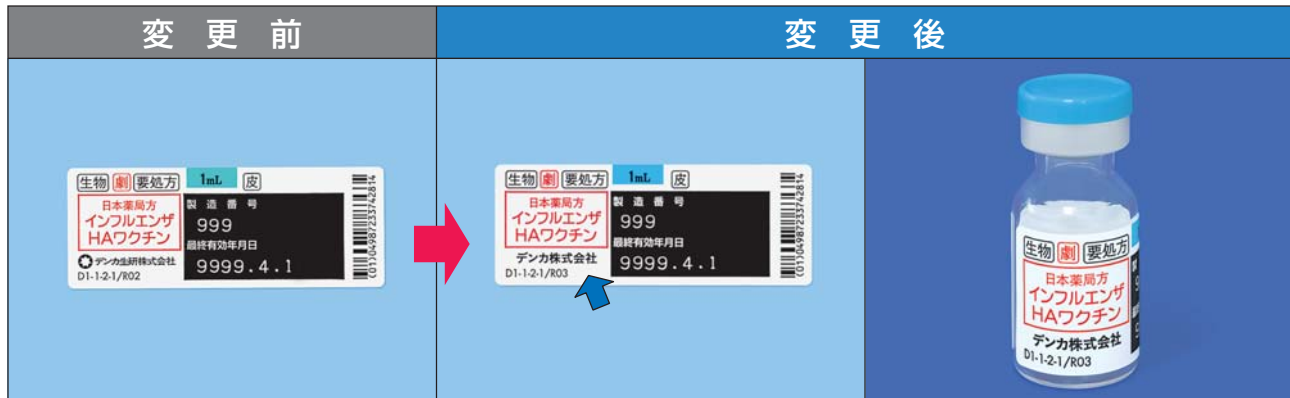 変更前
変更後
生物 劇 要処方 1mL 皮
日本薬局方
インフルエンザ
HAワクチン
デンカ生研株式会社
D1-1-2-1/R02
製造番号
999
最終有効年月日
9999.4.1
(01)04987233742814
生物 劇 要処方 1mL 皮
日本薬局方
インフルエンザ
HAワクチン
デンカ株式会社
D1-1-2-1/R03
製造番号
999
最終有効年月日
9999.4.1
(01)04987233742814
生物 劇 要処方
日本薬局方
インフルエンザ
HAワクチン
デンカ株式会社
D1-1-2-1/R03